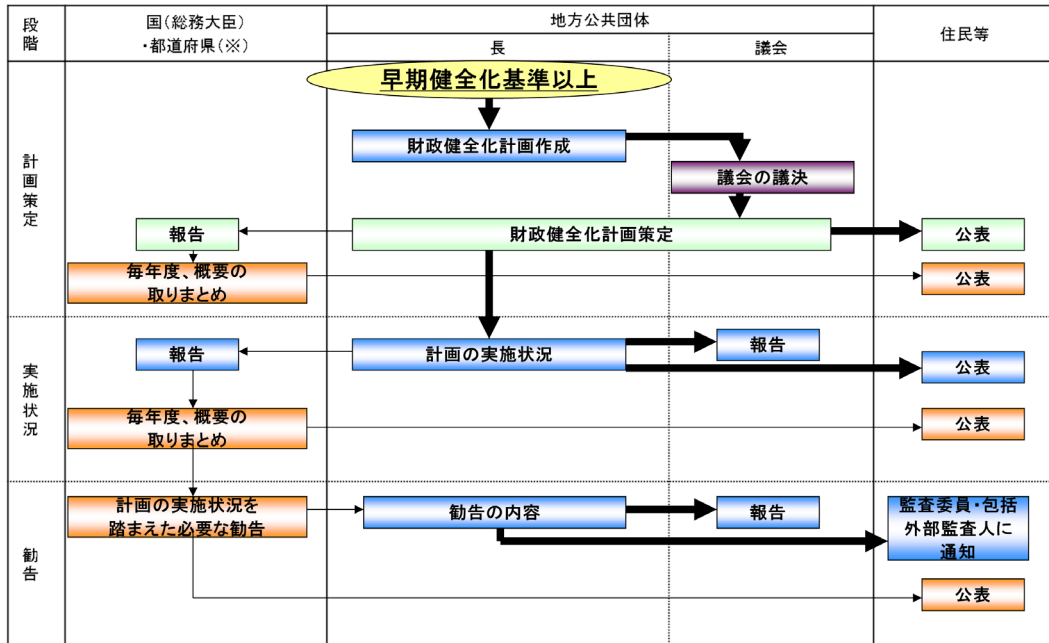 段
階
国(総務大臣)
・都道府県(※)
地方公共団体
長
議会
住民等
計
画
策
定
早期健全化基準以上
財政健全化計画作成
議会の議決
報告
財政健全化計画策定
公表
毎年度、概要の
取りまとめ
公表
実
施
状
況
報告
計画の実施状況
報告
公表
毎年度、概要の
取りまとめ
公表
勧
告
計画の実施状況を
踏まえた必要な勧告
勧告の内容
報告
監査委員・包括
外部監査人に
通知
公表